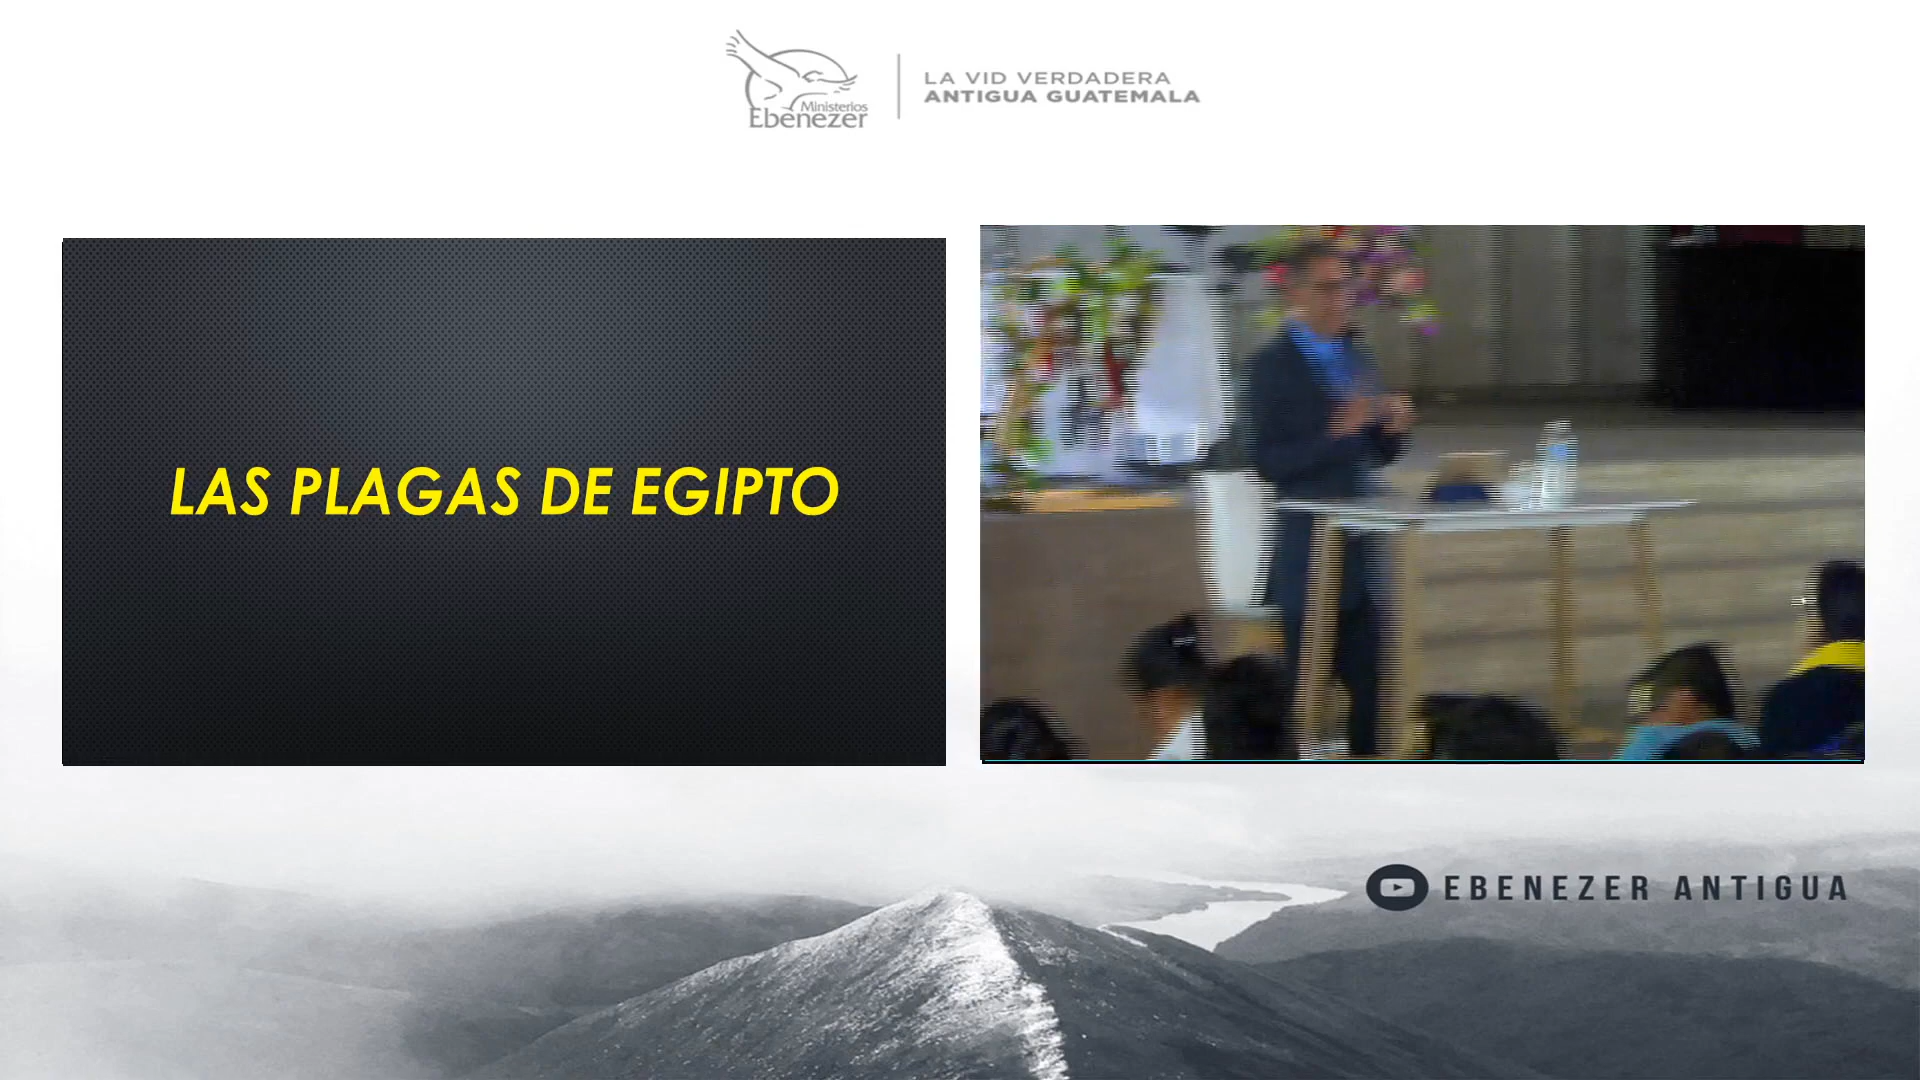 Ministerios
Ebenezer
LA VID VERDADERA
ANTIGUA GUATEMALA
LAS PLAGAS DE EGIPTO
EBENEZER ANTIGUA